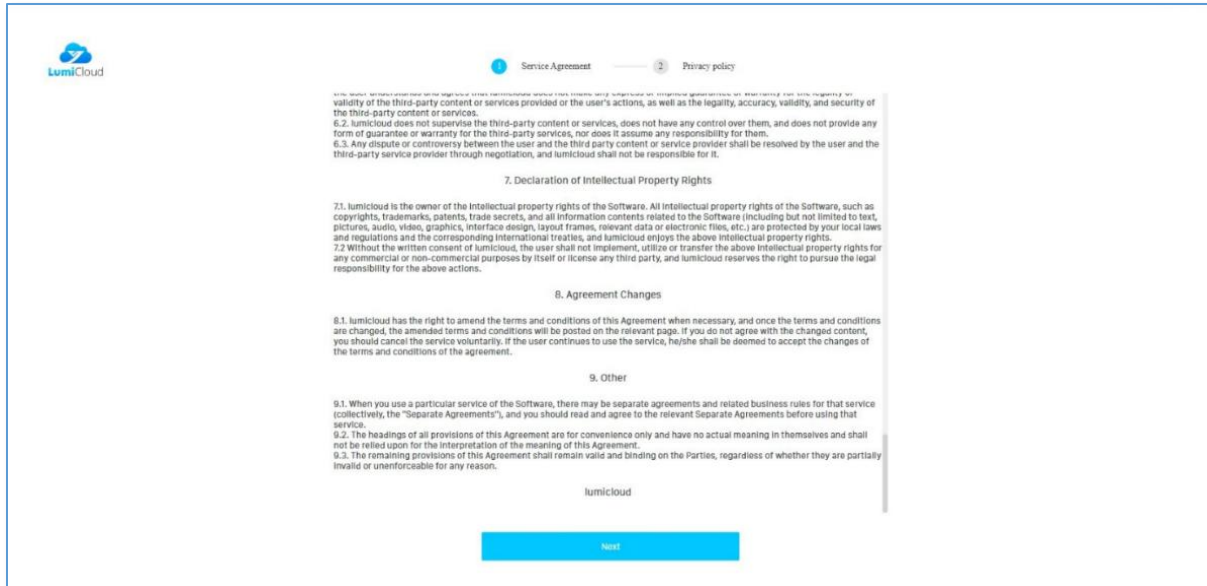 LumiCloud
1 Service Agreement 2 Privacy policy
the user understands and agrees that lumicloud does not make any express or implied guarantee or warranty for the legality or
validity of the third-party content or services provided or the user's actions, as well as the legality, accuracy, validity, and security of
the third-party content or services.
6.2. lumicloud does not supervise the third-party content or services, does not have any control over them, and does not provide any
form of guarantee or warranty for the third-party services, nor does it assume any responsibility for them.
6.3. Any dispute or controversy between the user and the third party content or service provider shall be resolved by the user and the
third-party service provider through negotiation, and lumicloud shall not be responsible for it.
7. Declaration of Intellectual Property Rights
7.1. lumicloud is the owner of the intellectual property rights of the Software. All intellectual property rights of the Software, such as
copyrights, trademarks, patents, trade secrets, and all information contents related to the Software (including but not limited to text,
pictures, audio, video, graphics, interface design, layout frames, relevant data or electronic files, etc.) are protected by your local laws
and regulations and the corresponding international treaties, and lumicloud enjoys the above intellectual property rights.
7.2 Without the written consent of lumicloud, the user shall not implement, utilize or transfer the above intellectual property rights for
any commercial or non-commercial purposes by itself or license any third party, and lumicloud reserves the right to pursue the legal
responsibility for the above actions.
8. Agreement Changes
8.1. lumicloud has the right to amend the terms and conditions of this Agreement when necessary, and once the terms and conditions
are changed, the amended terms and conditions will be posted on the relevant page. If you do not agree with the changed content,
you should cancel the service voluntarily. If the user continues to use the service, he/she shall be deemed to accept the changes of
the terms and conditions of the agreement.
9. Other
9.1. When you use a particular service of the Software, there may be separate agreements and related business rules for that service
(collectively, the "Separate Agreements"), and you should read and agree to the relevant Separate Agreements before using that
service.
9.2. The headings of all provisions of this Agreement are for convenience only and have no actual meaning in themselves and shall
not be relied upon for the interpretation of the meaning of this Agreement.
9.3. The remaining provisions of this Agreement shall remain valid and binding on the Parties, regardless of whether they are partially
invalid or unenforceable for any reason.
lumicloud
Next